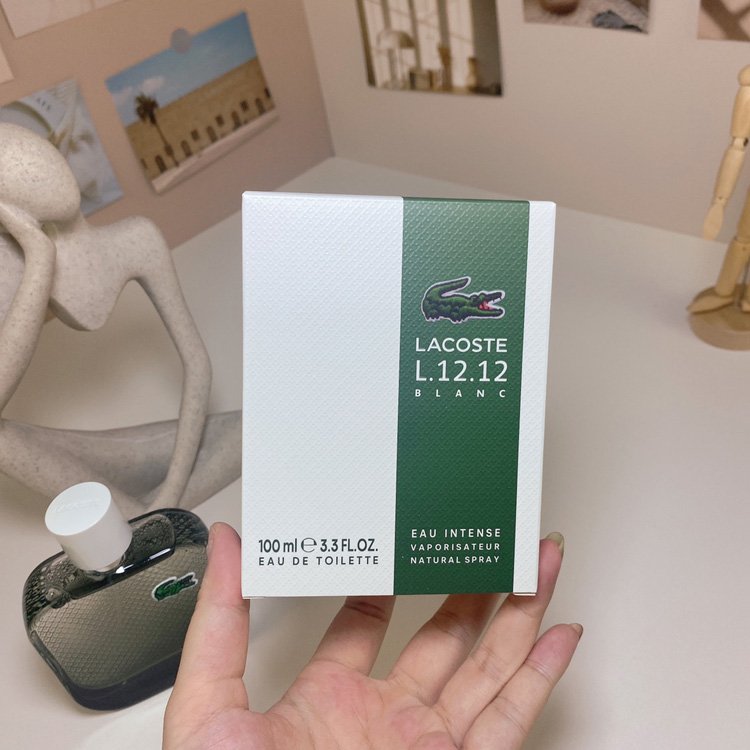 LACOSTE
L.12.12
BLANC
100 ml ℮ 3.3 FL.OZ.
EAU DE TOILETTE
EAU INTENSE
VAPORISATEUR
NATURAL SPRAY